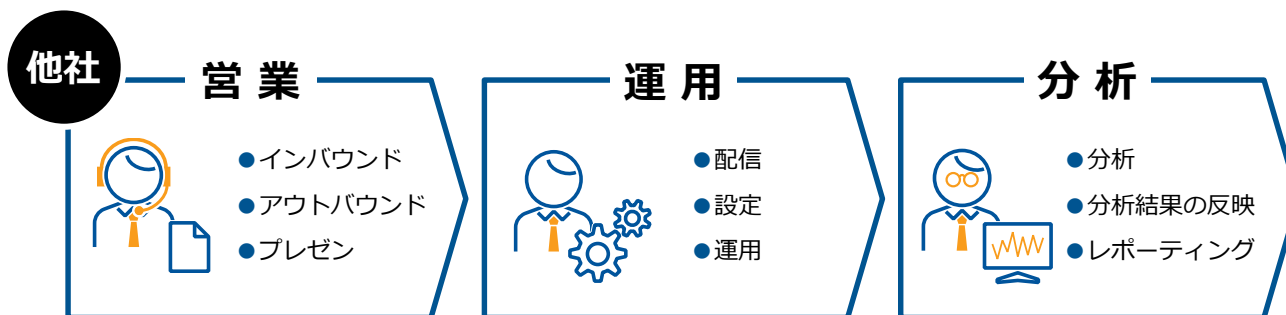 他社
営業
インバウンド
アウトバウンド
プレゼン
運用
配信
設定
運用
分析
分析
分析結果の反映
レポーティング